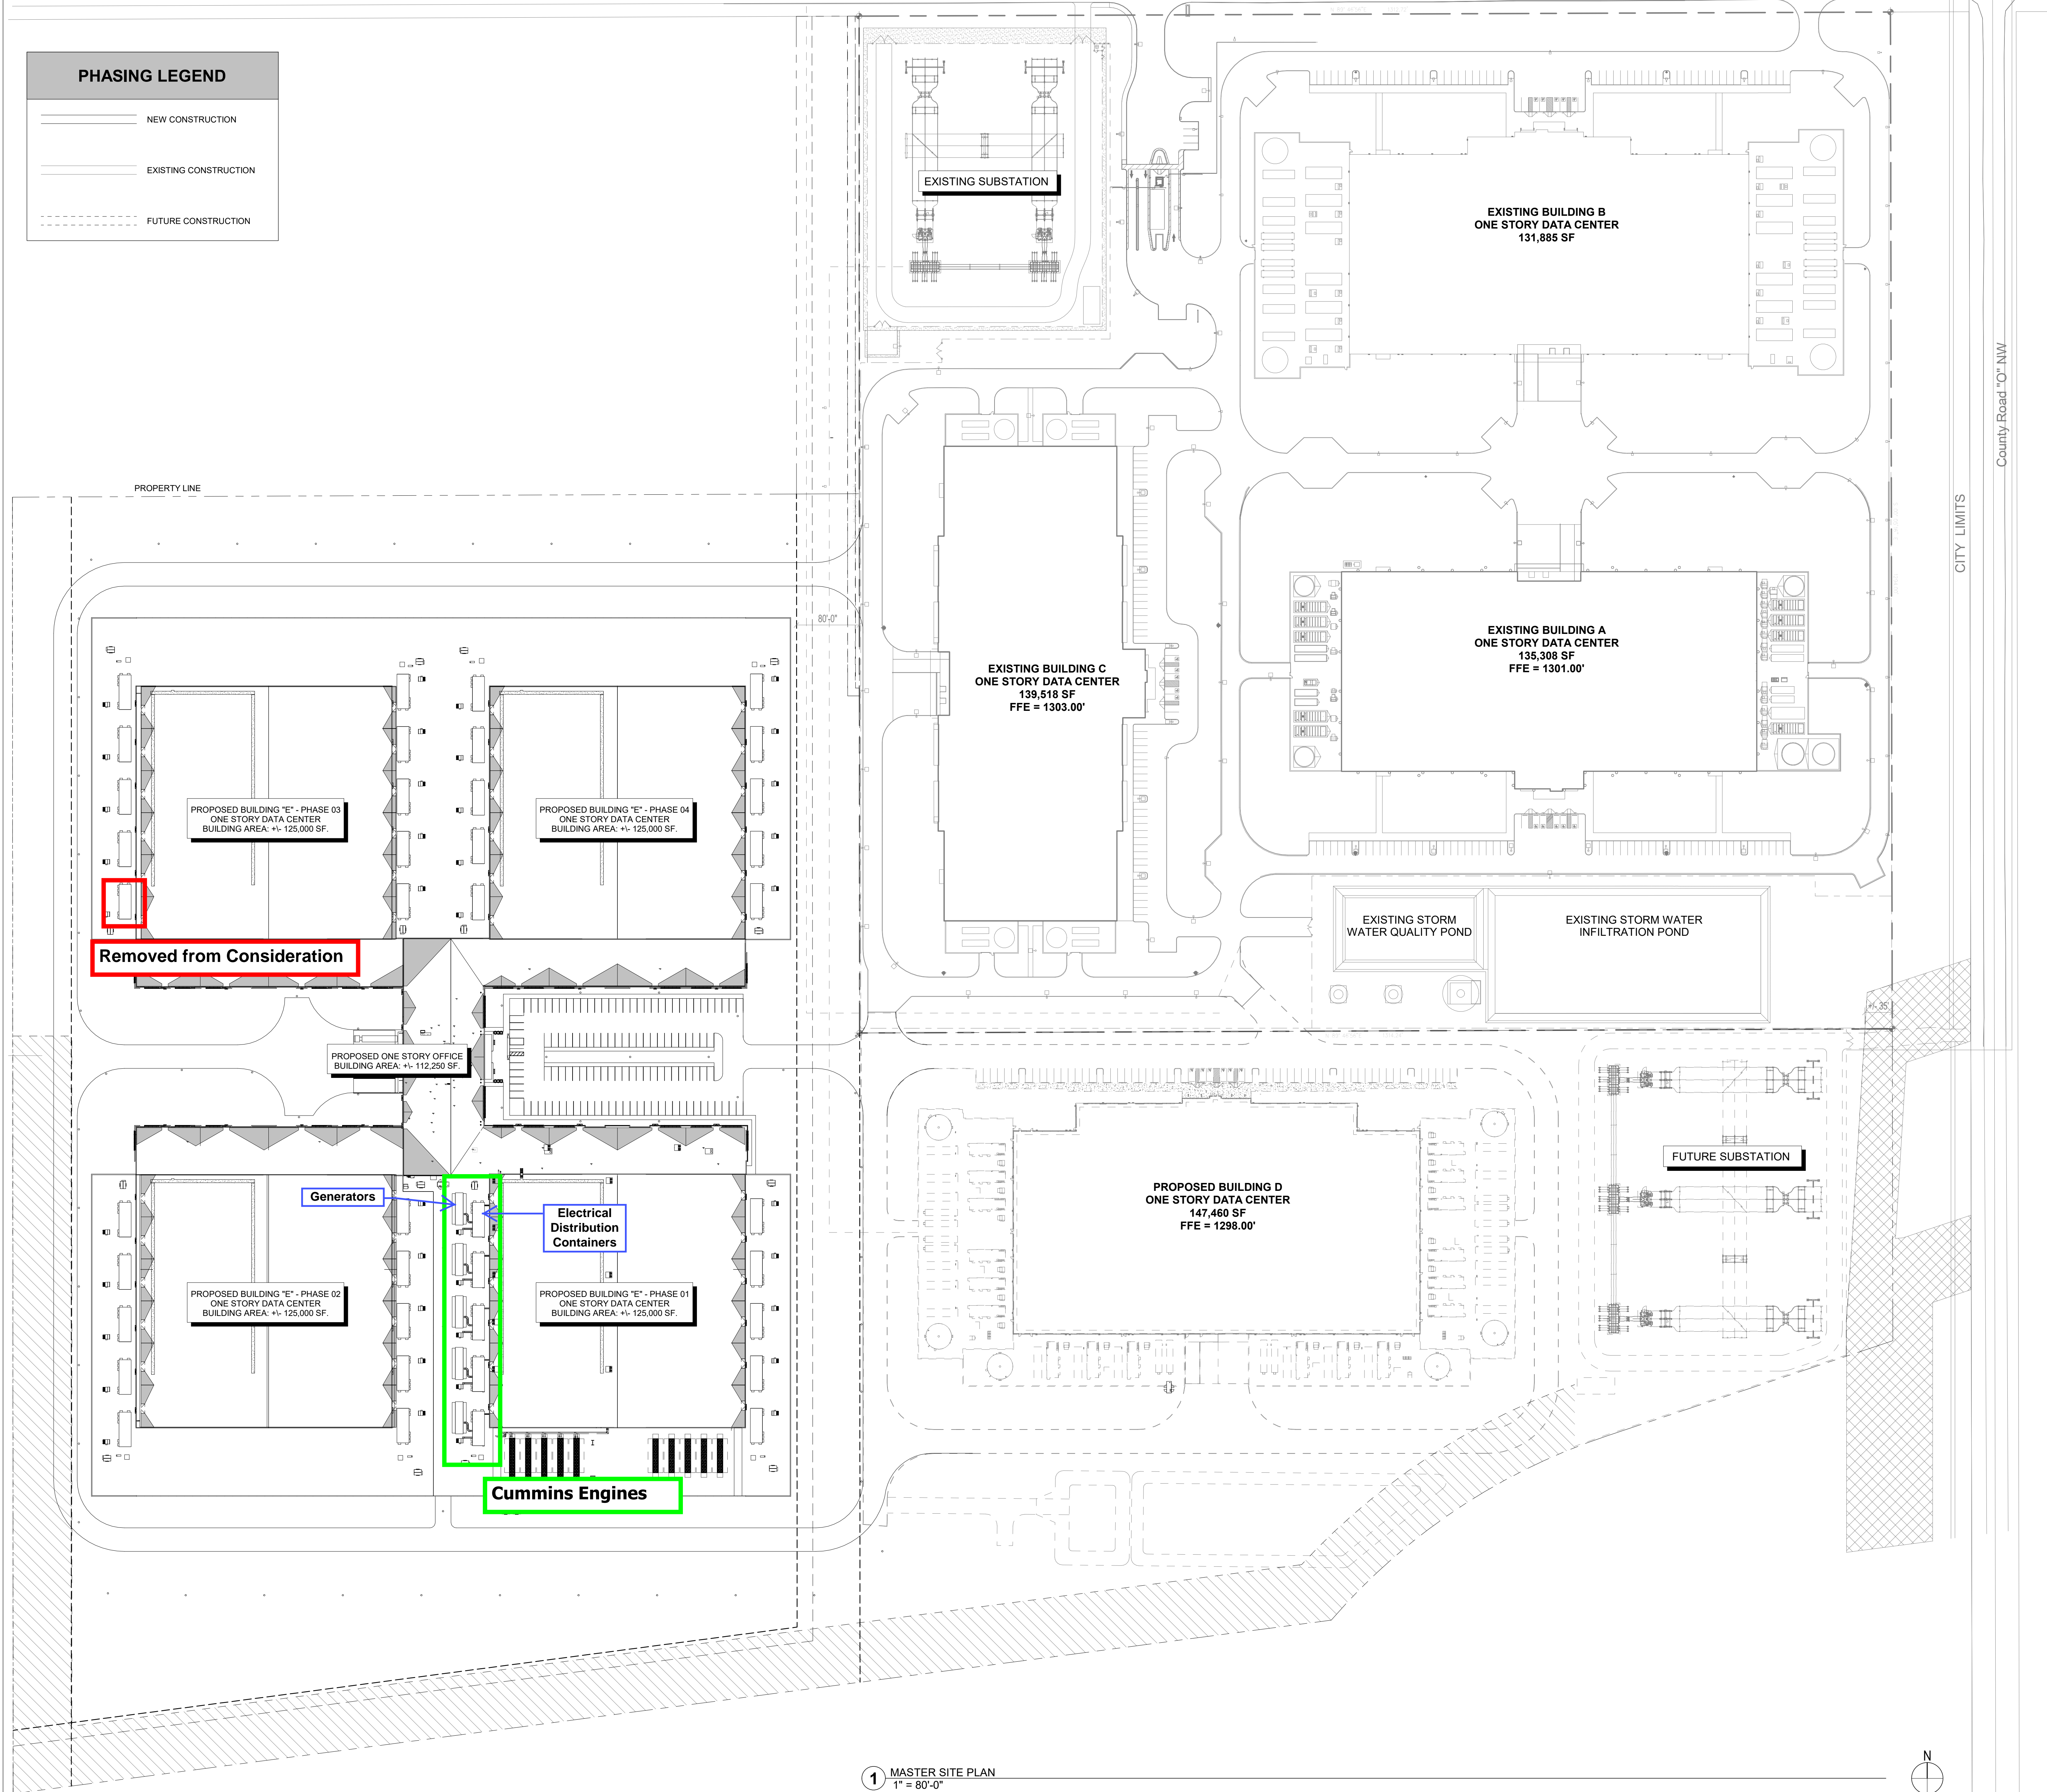 PHASING LEGEND
NEW CONSTRUCTION
EXISTING CONSTRUCTION
FUTURE CONSTRUCTION
EXISTING SUBSTATION
EXISTING BUILDING B
ONE STORY DATA CENTER
131,885 SF
County Road "O" NW
CITY LIMITS
PROPERTY LINE
80'-0"
EXISTING BUILDING C
ONE STORY DATA CENTER
139,518 SF
FFE = 1303.00'
EXISTING BUILDING A
ONE STORY DATA CENTER
135,308 SF
FFE = 1301.00'
PROPOSED BUILDING "E" - PHASE 03
ONE STORY DATA CENTER
BUILDING AREA: +\- 125,000 SF.
PROPOSED BUILDING "E" - PHASE 04
ONE STORY DATA CENTER
BUILDING AREA: +\- 125,000 SF.
Removed from Consideration
EXISTING STORM
WATER QUALITY POND
EXISTING STORM WATER
INFILTRATION POND
+/- 35'
PROPOSED ONE STORY OFFICE
BUILDING AREA: +\- 112,250 SF.
FUTURE SUBSTATION
Generators
Electrical
Distribution
Containers
PROPOSED BUILDING D
ONE STORY DATA CENTER
147,460 SF
FFE = 1298.00'
PROPOSED BUILDING "E" - PHASE 02
ONE STORY DATA CENTER
BUILDING AREA: +\- 125,000 SF.
PROPOSED BUILDING "E" - PHASE 01
ONE STORY DATA CENTER
BUILDING AREA: +\- 125,000 SF.
Cummins Engines
1
MASTER SITE PLAN
1" = 80'-0"
N